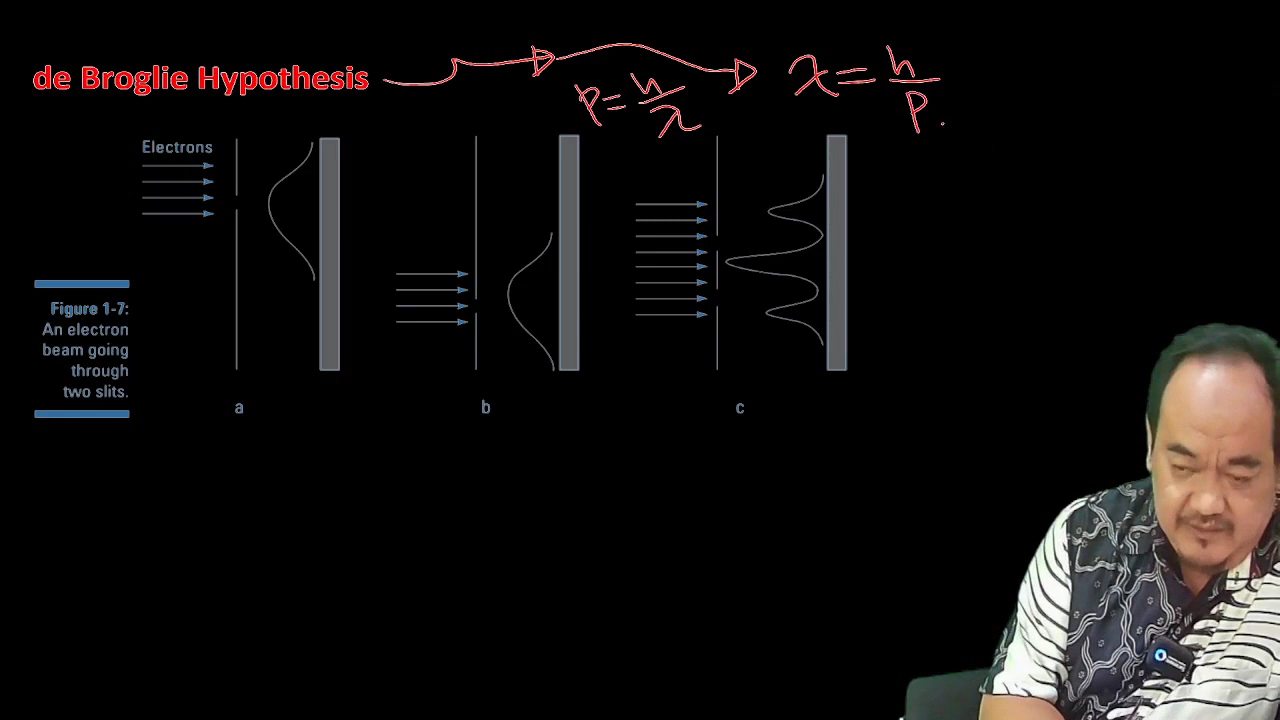 de Broglie Hypothesis
p = h/λ
λ = h/p.
Electrons
Figure 1-7:
An electron
beam going
through
two slits.
a
b
c